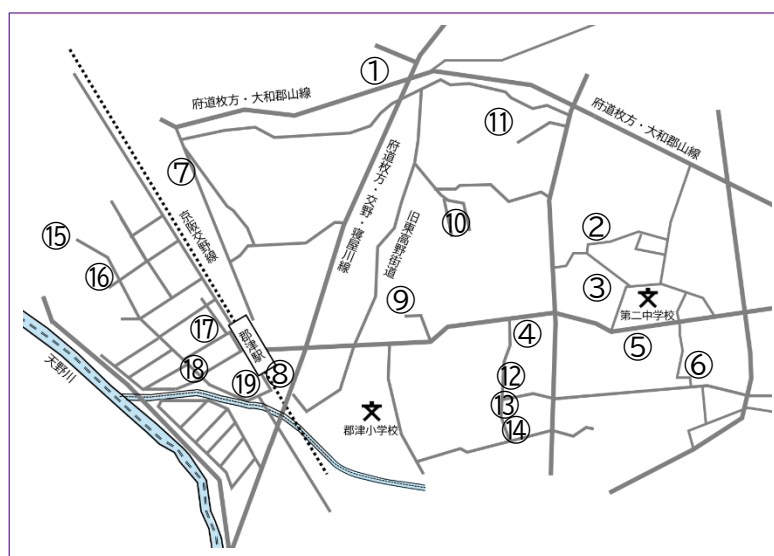 ①
府道枚方・大和郡山線
府道枚方・大和郡山線
⑪
⑦
府道枚方・交野・寝屋川線
旧東高野街道
京阪交野線
⑩
②
⑮
⑯
③
第二中学校
⑨
⑰
郡津駅
④
⑤
天野川
⑱
⑲
⑧
⑥
⑫
⑬
郡津小学校
⑭